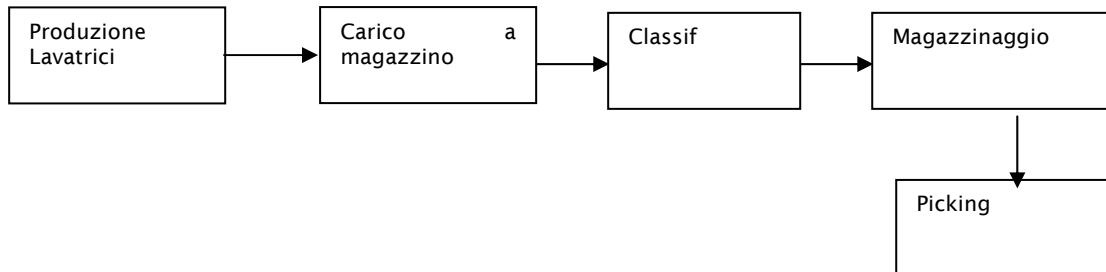 Produzione
Lavatrici
Carico a
magazzino
Classif
Magazzinaggio
Picking